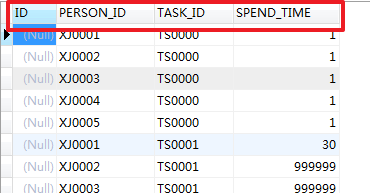 ID PERSON_ID TASK_ID SPEND_TIME
(Null) XJ0001 TS0000 1
(Null) XJ0002 TS0000 1
(Null) XJ0003 TS0000 1
(Null) XJ0004 TS0000 1
(Null) XJ0005 TS0000 1
(Null) XJ0001 TS0001 30
(Null) XJ0002 TS0001 999999
(Null) XJ0003 TS0001 999999